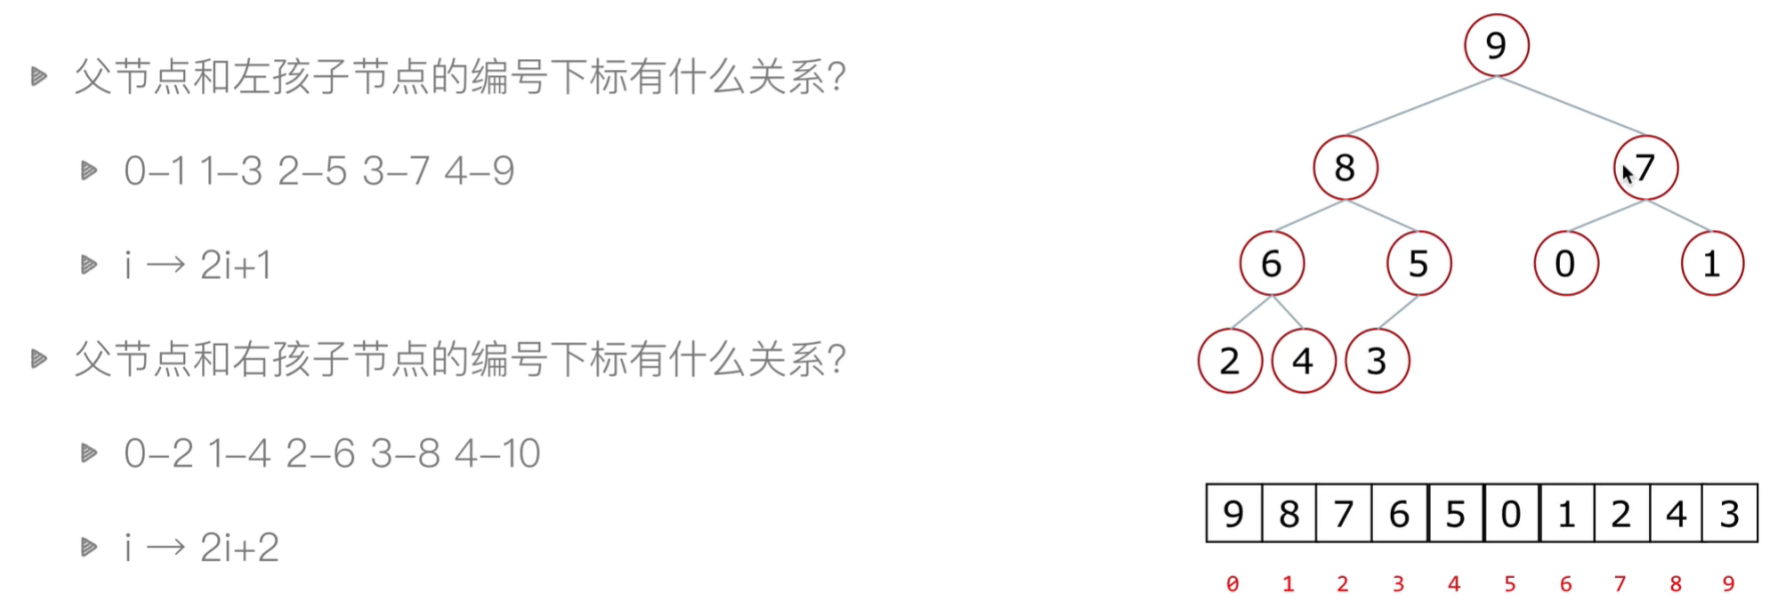 父节点和左孩子节点的编号下标有什么关系?
0–1 1–3 2–5 3–7 4–9
i → 2i+1
父节点和右孩子节点的编号下标有什么关系?
0–2 1–4 2–6 3–8 4–10
i → 2i+2
9
8 7
6 5 0 1
2 4 3
9 8 7 6 5 0 1 2 4 3
0 1 2 3 4 5 6 7 8 9